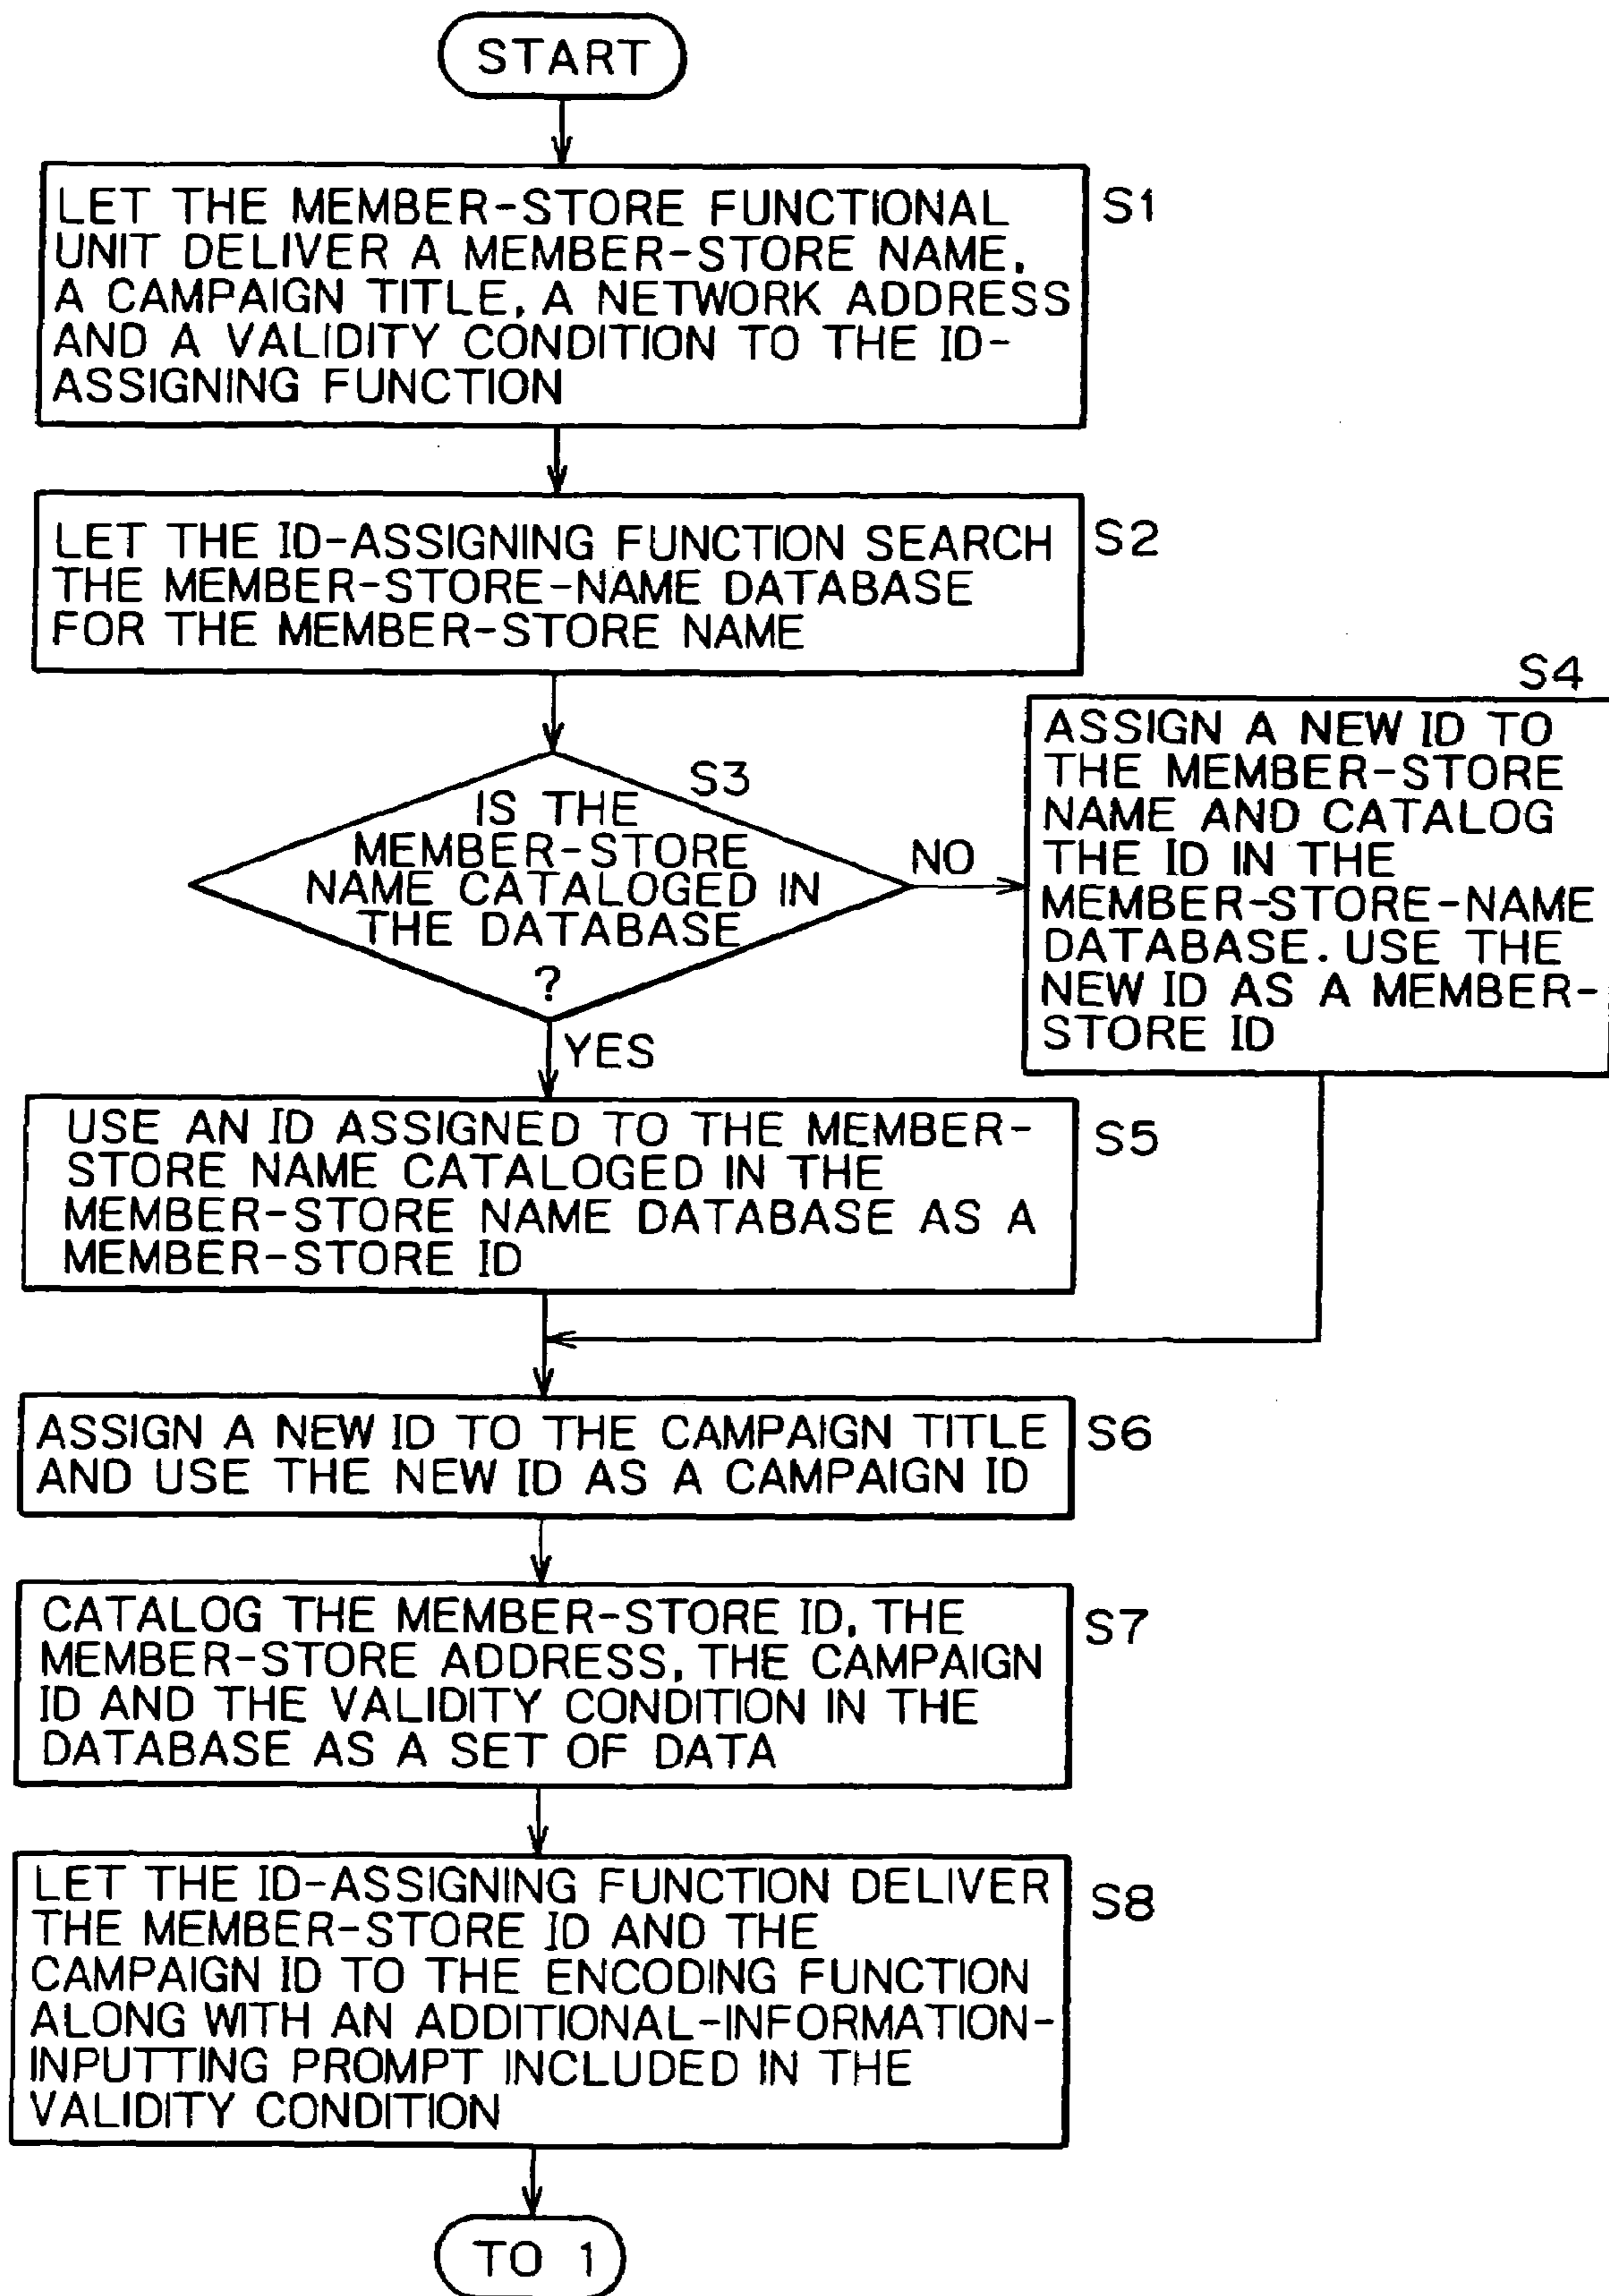 START
LET THE MEMBER-STORE FUNCTIONAL
UNIT DELIVER A MEMBER-STORE NAME,
A CAMPAIGN TITLE, A NETWORK ADDRESS
AND A VALIDITY CONDITION TO THE ID-
ASSIGNING FUNCTION
S1
LET THE ID-ASSIGNING FUNCTION SEARCH
THE MEMBER-STORE-NAME DATABASE
FOR THE MEMBER-STORE NAME
S2
S3
IS THE
MEMBER-STORE
NAME CATALOGED IN
THE DATABASE
?
NO
YES
S4
ASSIGN A NEW ID TO
THE MEMBER-STORE
NAME AND CATALOG
THE ID IN THE
MEMBER-STORE-NAME
DATABASE. USE THE
NEW ID AS A MEMBER-
STORE ID
USE AN ID ASSIGNED TO THE MEMBER-
STORE NAME CATALOGED IN THE
MEMBER-STORE NAME DATABASE AS A
MEMBER-STORE ID
S5
ASSIGN A NEW ID TO THE CAMPAIGN TITLE
AND USE THE NEW ID AS A CAMPAIGN ID
S6
CATALOG THE MEMBER-STORE ID, THE
MEMBER-STORE ADDRESS, THE CAMPAIGN
ID AND THE VALIDITY CONDITION IN THE
DATABASE AS A SET OF DATA
S7
LET THE ID-ASSIGNING FUNCTION DELIVER
THE MEMBER-STORE ID AND THE
CAMPAIGN ID TO THE ENCODING FUNCTION
ALONG WITH AN ADDITIONAL-INFORMATION-
INPUTTING PROMPT INCLUDED IN THE
VALIDITY CONDITION
S8
TO 1